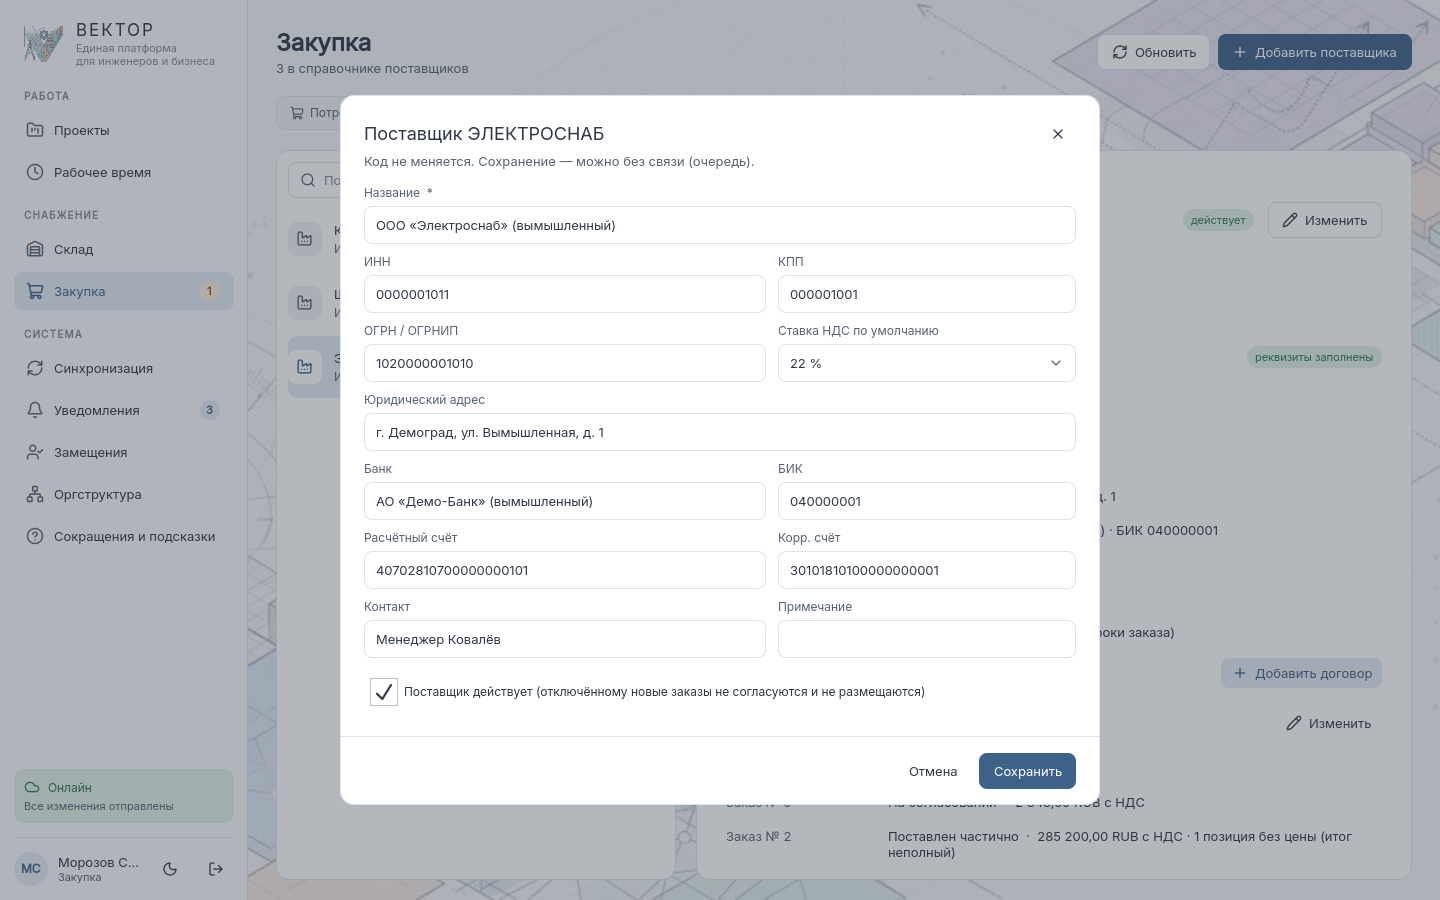 ВЕКТОР
Единая платформа
для инженеров и бизнеса
РАБОТА
Проекты
Рабочее время
СНАБЖЕНИЕ
Склад
Закупка 1
СИСТЕМА
Синхронизация
Уведомления 3
Замещения
Оргструктура
Сокращения и подсказки
Онлайн
Все изменения отправлены
МС
Морозов С...
Закупка
Закупка
3 в справочнике поставщиков
Обновить
Добавить поставщика
действует
Изменить
реквизиты заполнены
д. 1
) · БИК 040000001
Добавить договор
Изменить
Поставщик ЭЛЕКТРОСНАБ
Код не меняется. Сохранение — можно без связи (очередь).
Название *
ООО «Электроснаб» (вымышленный)
ИНН
0000001011
КПП
000001001
ОГРН / ОГРНИП
1020000001010
Ставка НДС по умолчанию
22 %
Юридический адрес
г. Демоград, ул. Вымышленная, д. 1
Банк
АО «Демо-Банк» (вымышленный)
БИК
040000001
Расчётный счёт
40702810700000000101
Корр. счёт
30101810100000000001
Контакт
Менеджер Ковалёв
Примечание
Поставщик действует (отключённому новые заказы не согласуются и не размещаются)
Отмена
Сохранить
заказа)
с НДС
Заказ № 2
Поставлен частично · 285 200,00 RUB с НДС · 1 позиция без цены (итог
неполный)